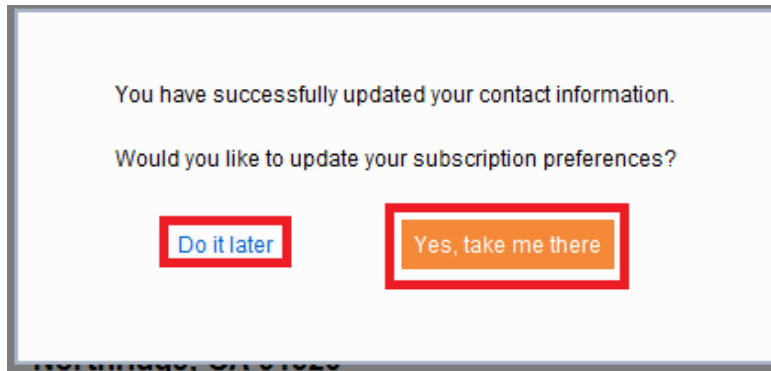 You have successfully updated your contact information.
Would you like to update your subscription preferences?
Do it later
Yes, take me there